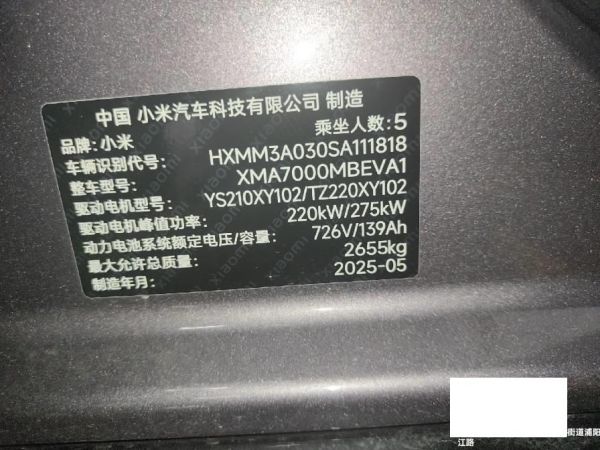 中国 小米汽车科技有限公司 制造
品牌: 小米 乘坐人数: 5
车辆识别代号: HXMM3A030SA111818
整车型号: XMA7000MBEVA1
驱动电机型号: YS210XY102/TZ220XY102
驱动电机峰值功率: 220kW/275kW
动力电池系统额定电压/容量: 726V/139Ah
最大允许总质量: 2655kg
制造年月: 2025-05
街道浦阳
江路